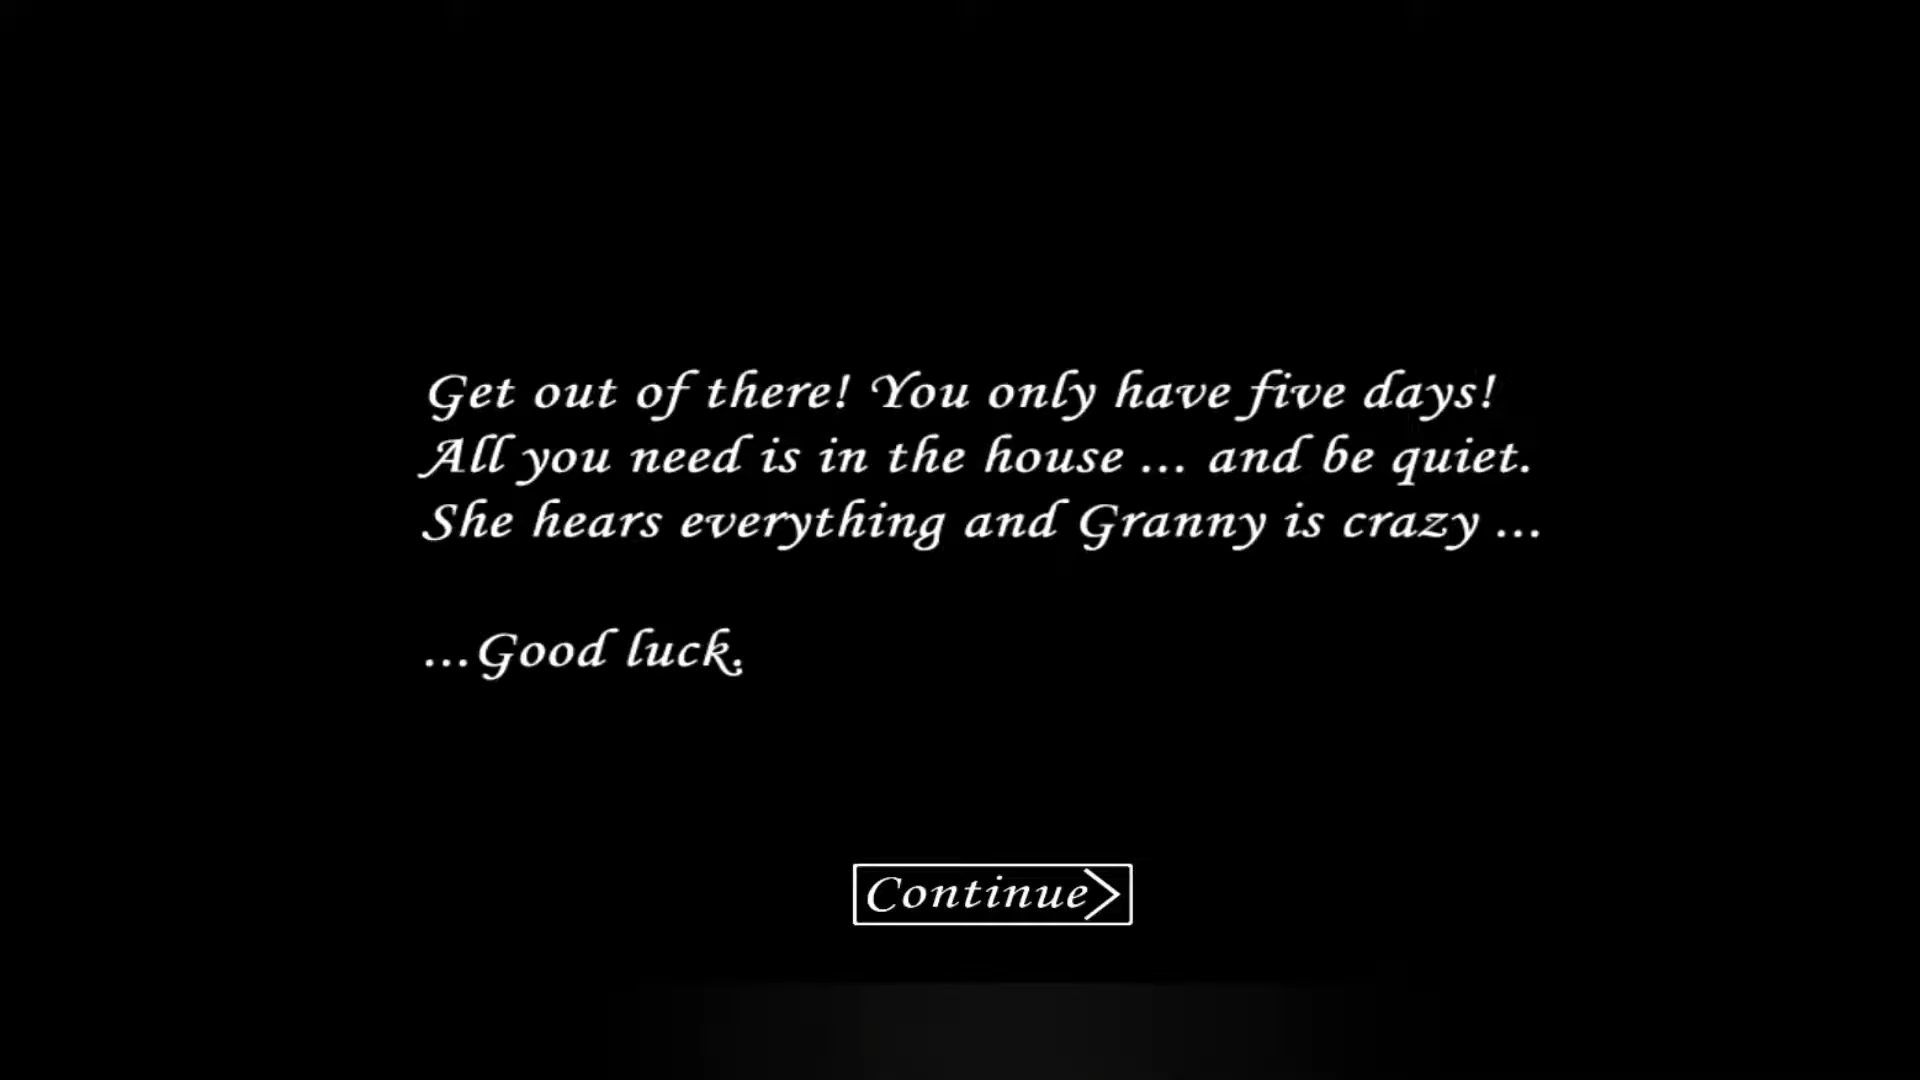 Get out of there! You only have five days!
All you need is in the house ... and be quiet.
She hears everything and Granny is crazy ...
...Good luck.
Continue>